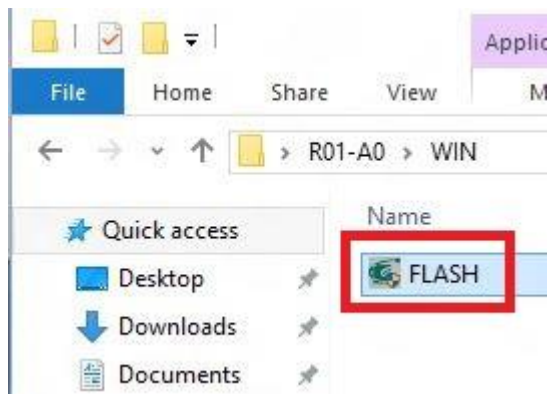 Applic
File Home Share View M
R01-A0 > WIN
Quick access
Name
Desktop
FLASH
Downloads
Documents